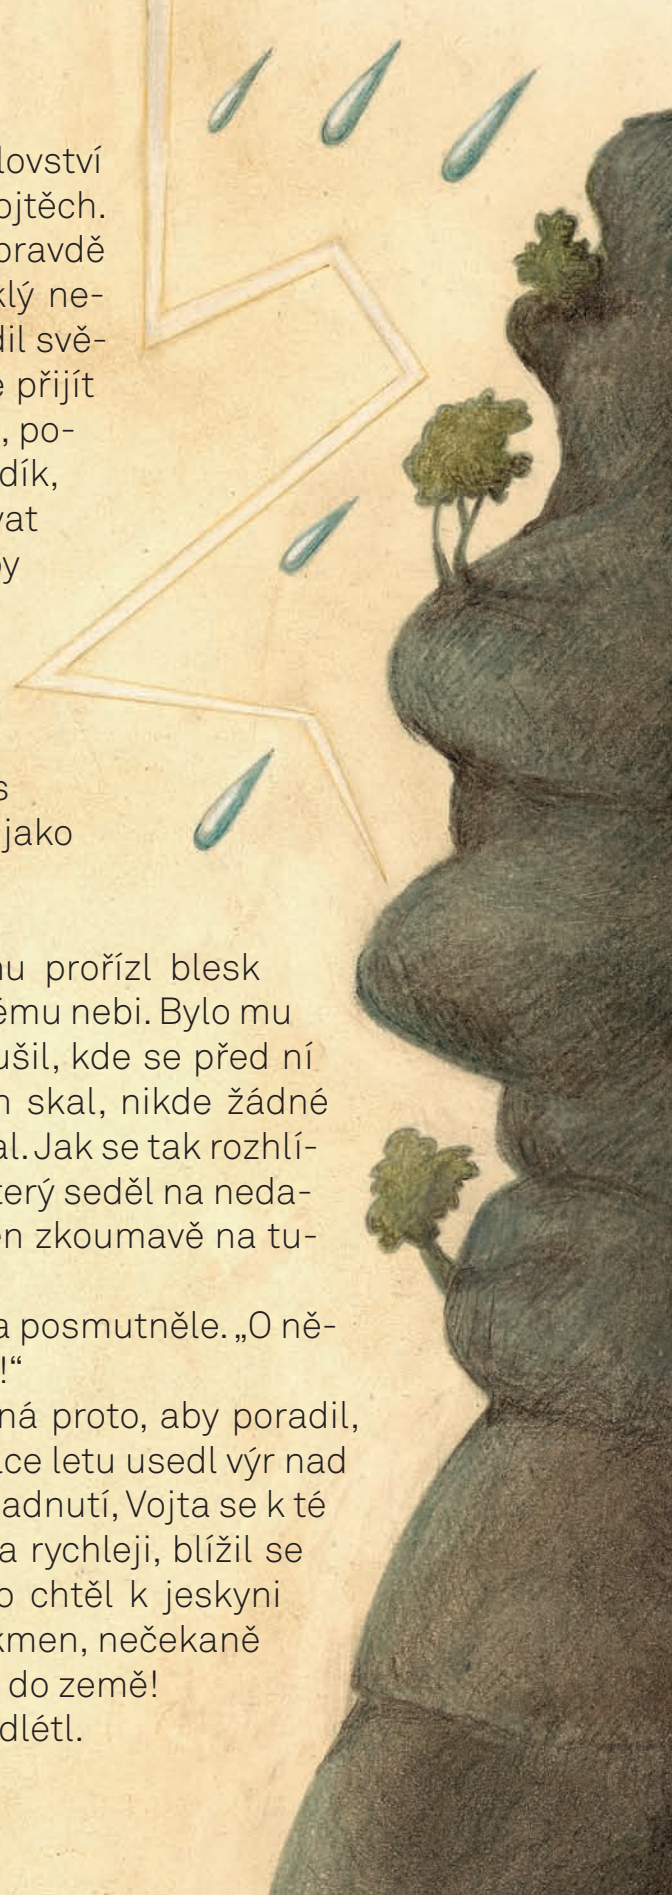 lovství
ojtěch.
pravdě
klý ne-
dil svě-
e přijít
, po-
dík,
vat
by
s
jako
mu prořízl blesk
ému nebi. Bylo mu
ušil, kde se před ní
h skal, nikde žádné
al. Jak se tak rozhlí-
terý seděl na neda-
en zkoumavě na tu-
a posmutněle. „O ně-
!“
ná proto, aby poradil,
lce letu usedl výr nad
adnutí, Vojta se k té
a rychleji, blížil se
o chtěl k jeskyni
kmen, nečekaně
do země!
dlétl.